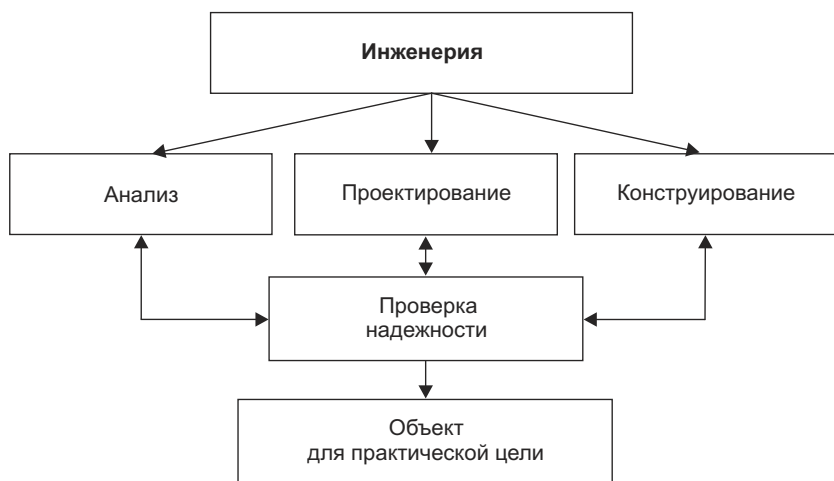 Инженерия
Анализ
Проектирование
Конструирование
Проверка
надежности
Объект
для практической цели